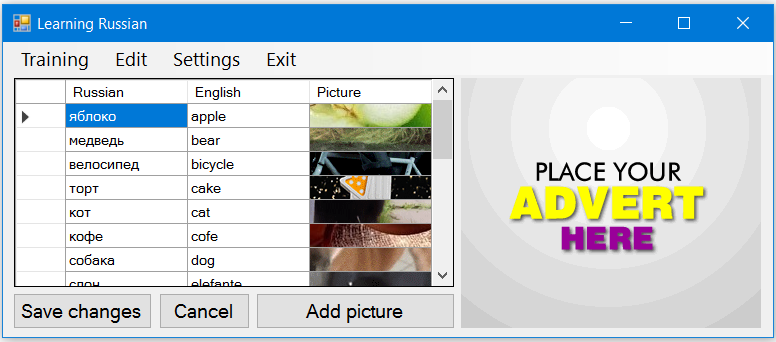 Learning Russian
Training Edit Settings Exit
Russian English Picture
яблоко apple
медведь bear
велосипед bicycle
торт cake
кот cat
кофе cofe
собака dog
слон elefante
Save changes Cancel Add picture
PLACE YOUR
ADVERT
HERE